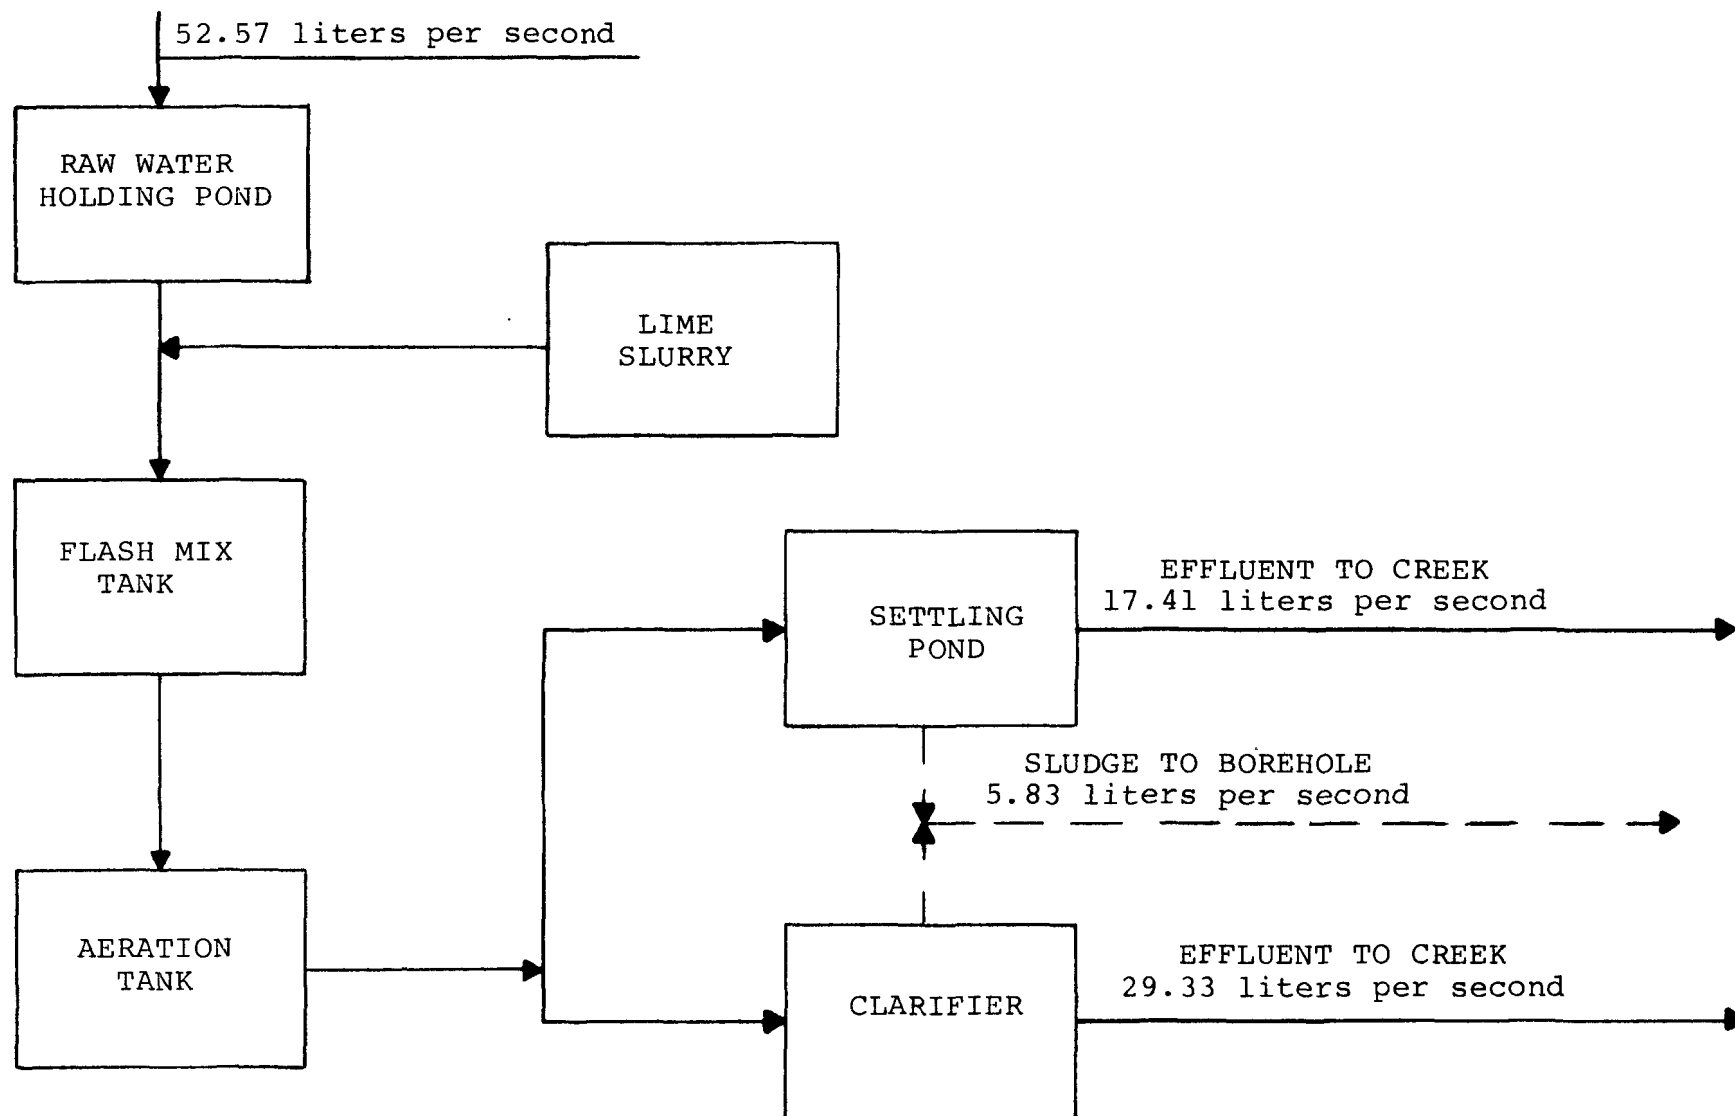 52.57 liters per second
RAW WATER
HOLDING POND
LIME
SLURRY
FLASH MIX
TANK
SETTLING
POND
EFFLUENT TO CREEK
17.41 liters per second
SLUDGE TO BOREHOLE
5.83 liters per second
AERATION
TANK
CLARIFIER
EFFLUENT TO CREEK
29.33 liters per second